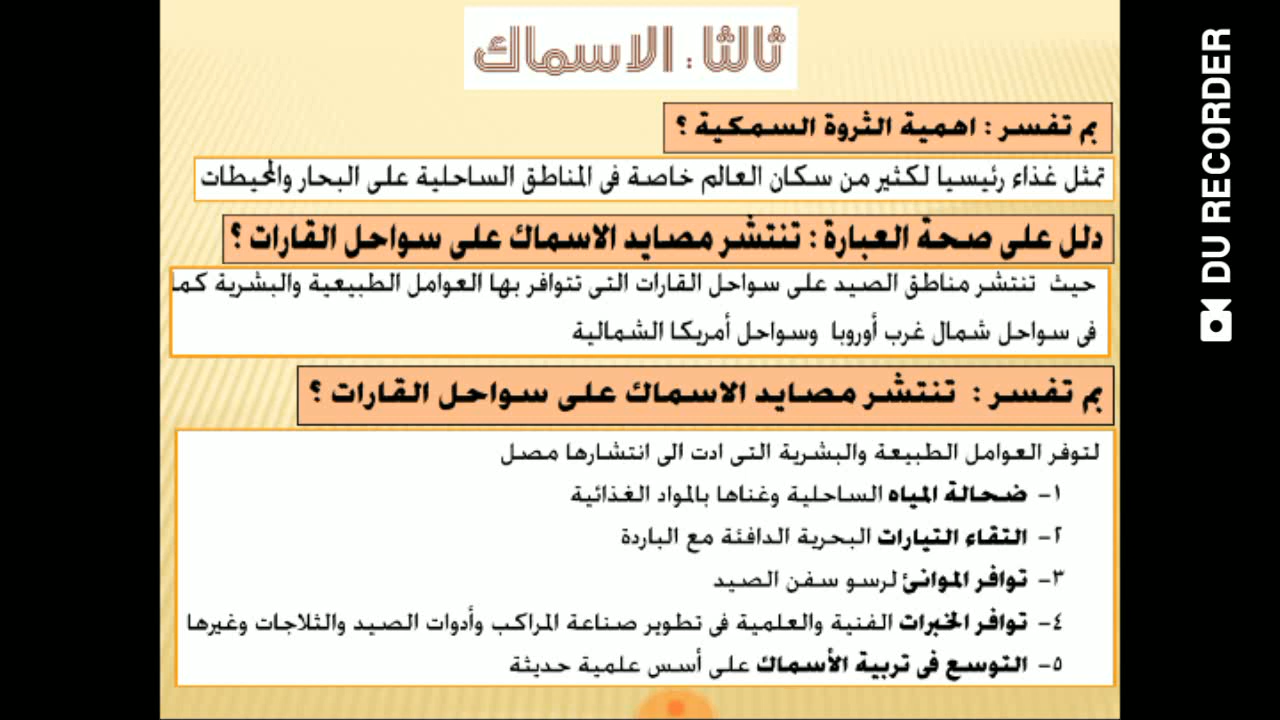 ثالثا: الاسماك
بم تفسر : اهمية الثروة السمكية ؟
تمثل غذاء رئيسيا لكثير من سكان العالم خاصة فى المناطق الساحلية على البحار والمحيطات
دلل على صحة العبارة : تنتشر مصايد الاسماك على سواحل القارات ؟
حيث تنتشر مناطق الصيد على سواحل القارات التى تتوافر بها العوامل الطبيعية والبشرية كما
فى سواحل شمال غرب أوروبا وسواحل أمريكا الشمالية
بم تفسر : تنتشر مصايد الاسماك على سواحل القارات ؟
لتوفر العوامل الطبيعة والبشرية التى ادت الى انتشارها مصل
١- ضحالة المياه الساحلية وغناها بالمواد الغذائية
٢- التقاء التيارات البحرية الدافئة مع الباردة
٣- توافر الموانئ لرسو سفن الصيد
٤- توافر الخبرات الفنية والعلمية فى تطوير صناعة المراكب وأدوات الصيد والثلاجات وغيرها
٥- التوسع فى تربية الأسماك على أسس علمية حديثة
DU RECORDER